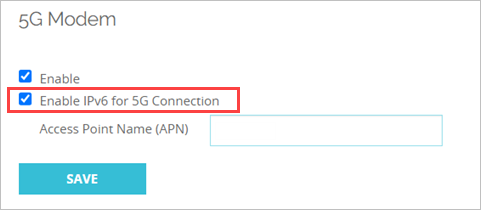 5G Modem
Enable
Enable IPv6 for 5G Connection
Access Point Name (APN)
SAVE